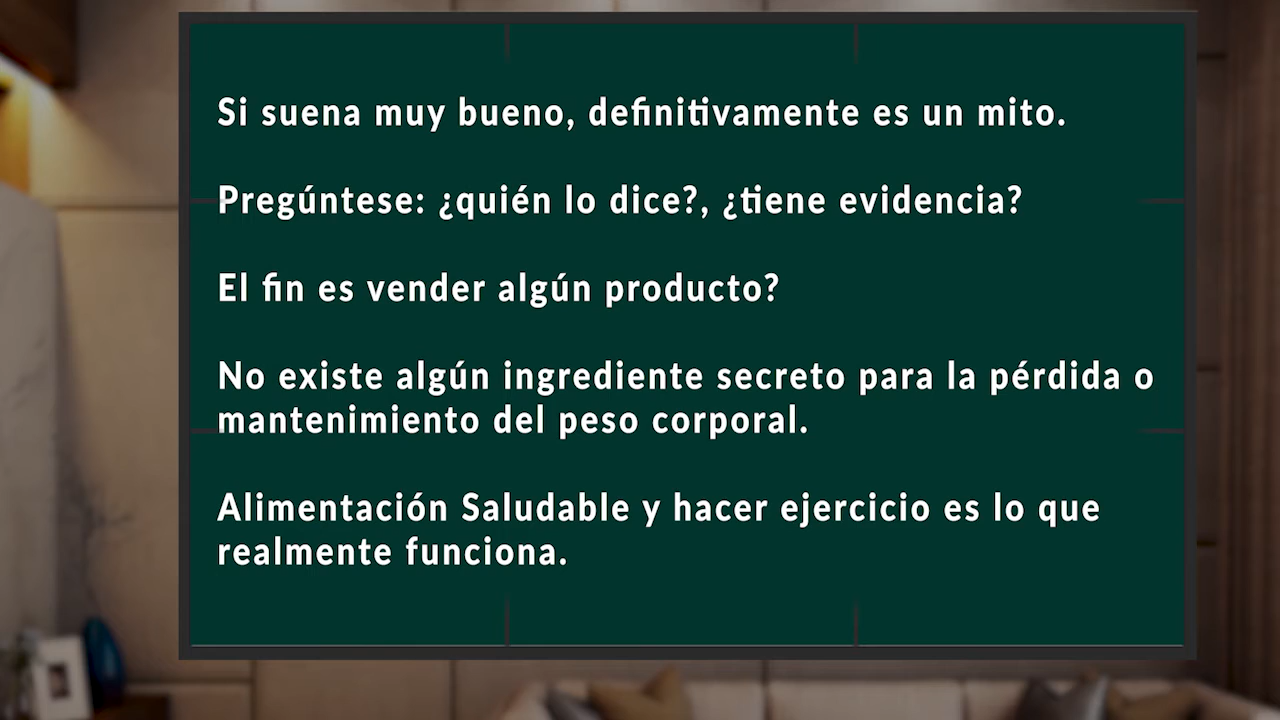 Si suena muy bueno, definitivamente es un mito.
Pregúntese: ¿quién lo dice?, ¿tiene evidencia?
El fin es vender algún producto?
No existe algún ingrediente secreto para la pérdida o
mantenimiento del peso corporal.
Alimentación Saludable y hacer ejercicio es lo que
realmente funciona.